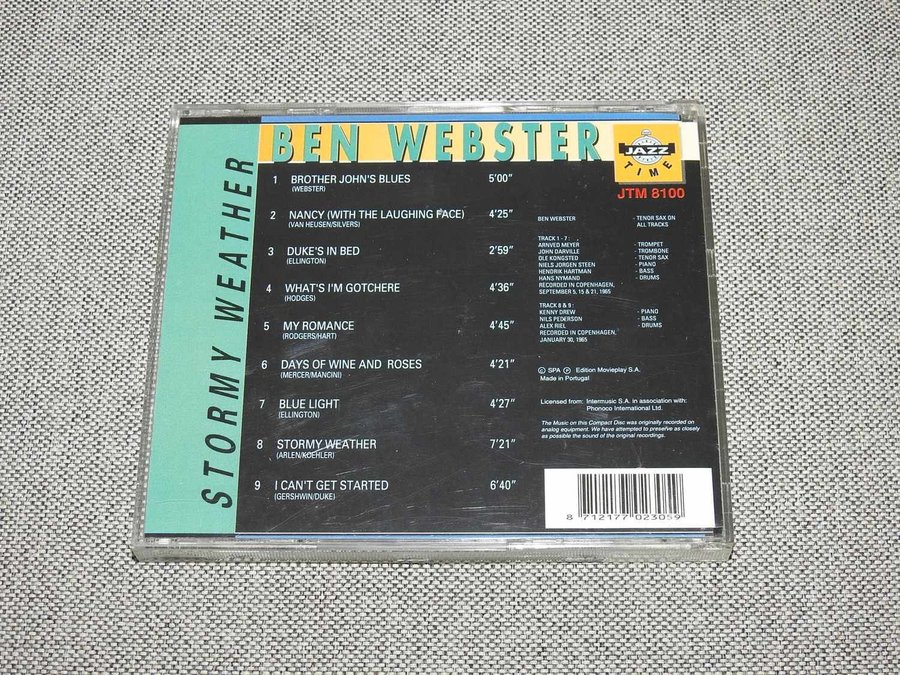 STORMY WEATHER
BEN WEBSTER
JAZZ
TIME
JTM 8100
1 BROTHER JOHN'S BLUES 5'00"
(WEBSTER)
2 NANCY (WITH THE LAUGHING FACE) 4'25"
(VAN HEUSEN/SILVERS)
3 DUKE'S IN BED 2'59"
(ELLINGTON)
4 WHAT'S I'M GOTCHERE 4'36"
(HODGES)
5 MY ROMANCE 4'45"
(RODGERS/HART)
6 DAYS OF WINE AND ROSES 4'21"
(MERCER/MANCINI)
7 BLUE LIGHT 4'27"
(ELLINGTON)
8 STORMY WEATHER 7'21"
(ARLEN/KOEHLER)
9 I CAN'T GET STARTED 6'40"
(GERSHWIN/DUKE)
BEN WEBSTER - TENOR SAX ON
ALL TRACKS
TRACK 1 - 7 :
ARNVED MEYER - TROMPET
JOHN DARVILLE - TROMBONE
OLE KONGSTED - TENOR SAX
NIELS JORGEN STEEN - PIANO
HENDRIK HARTMAN - BASS
HANS NYMAND - DRUMS
RECORDED IN COPENHAGEN,
SEPTEMBER 5, 15 & 21, 1965
TRACK 8 & 9 :
KENNY DREW - PIANO
NILS PEDERSON - BASS
ALEX RIEL - DRUMS
RECORDED IN COPENHAGEN,
JANUARY 30, 1965
© SPA ℗ Edition Movieplay S.A.
Made in Portugal
Licensed from: Intermusic S.A. in association with:
Phonoco International Ltd.
The Music on this Compact Disc was originally recorded on
analog equipment. We have attempted to preserve as closely
as possible the sound of the original recordings.
8 712177 023059